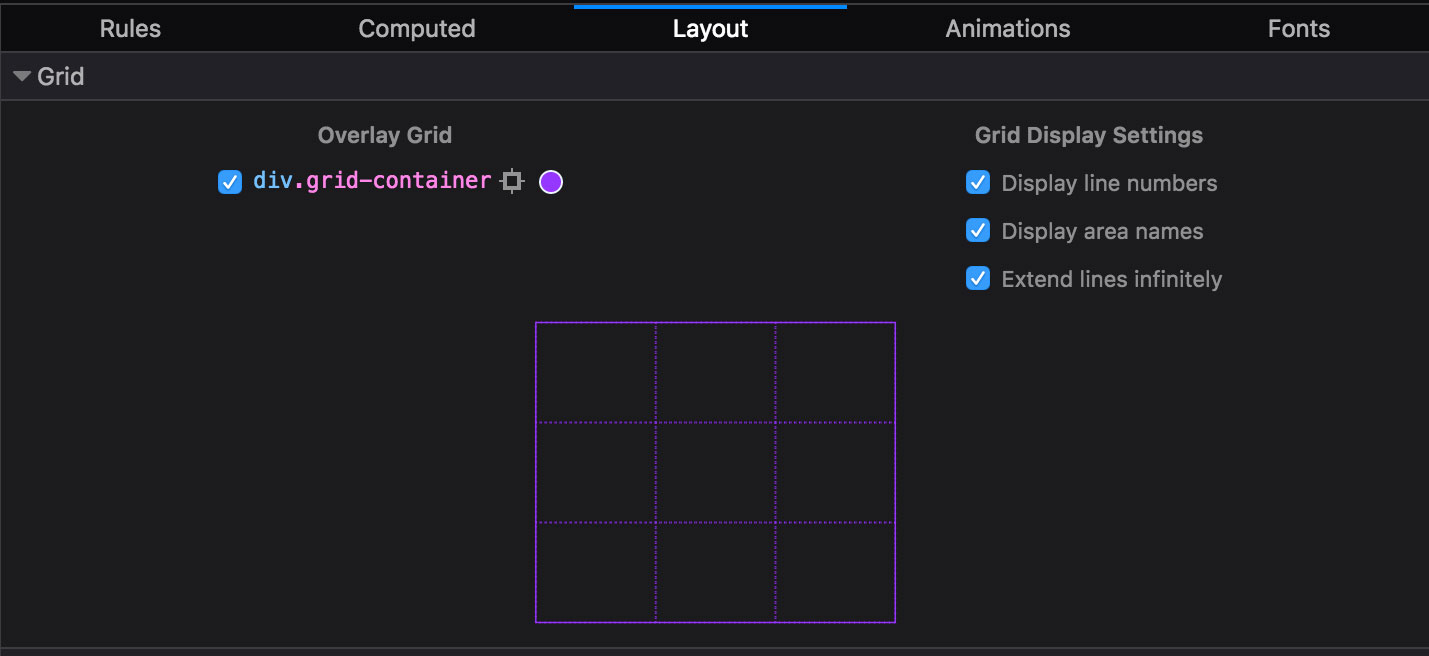 Rules Computed Layout Animations Fonts
Grid
Overlay Grid
div.grid-container
Grid Display Settings
Display line numbers
Display area names
Extend lines infinitely